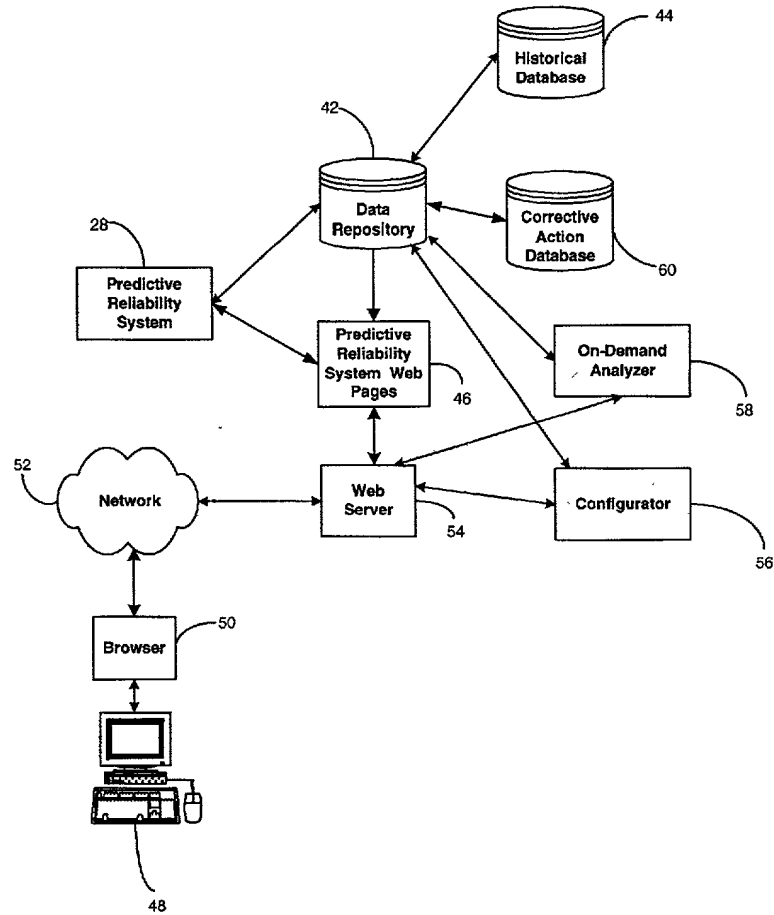 44
Historical
Database
42
Data
Repository
Corrective
Action
Database
60
28
Predictive
Reliability
System
Predictive
Reliability
System Web
Pages
46
On-Demand
Analyzer
58
52
Network
Web
Server
54
Configurator
56
50
Browser
48